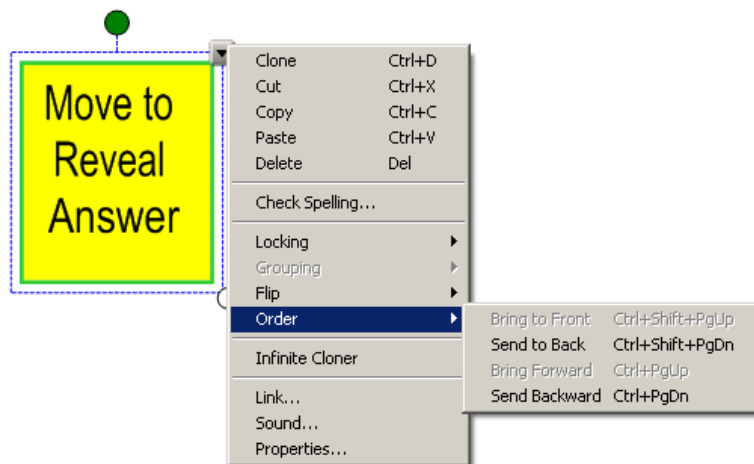 Move to
Reveal
Answer
Clone Ctrl+D
Cut Ctrl+X
Copy Ctrl+C
Paste Ctrl+V
Delete Del
Check Spelling...
Locking
Grouping
Flip
Order
Infinite Cloner
Link...
Sound...
Properties...
Bring to Front Ctrl+Shift+PgUp
Send to Back Ctrl+Shift+PgDn
Bring Forward Ctrl+PgUp
Send Backward Ctrl+PgDn